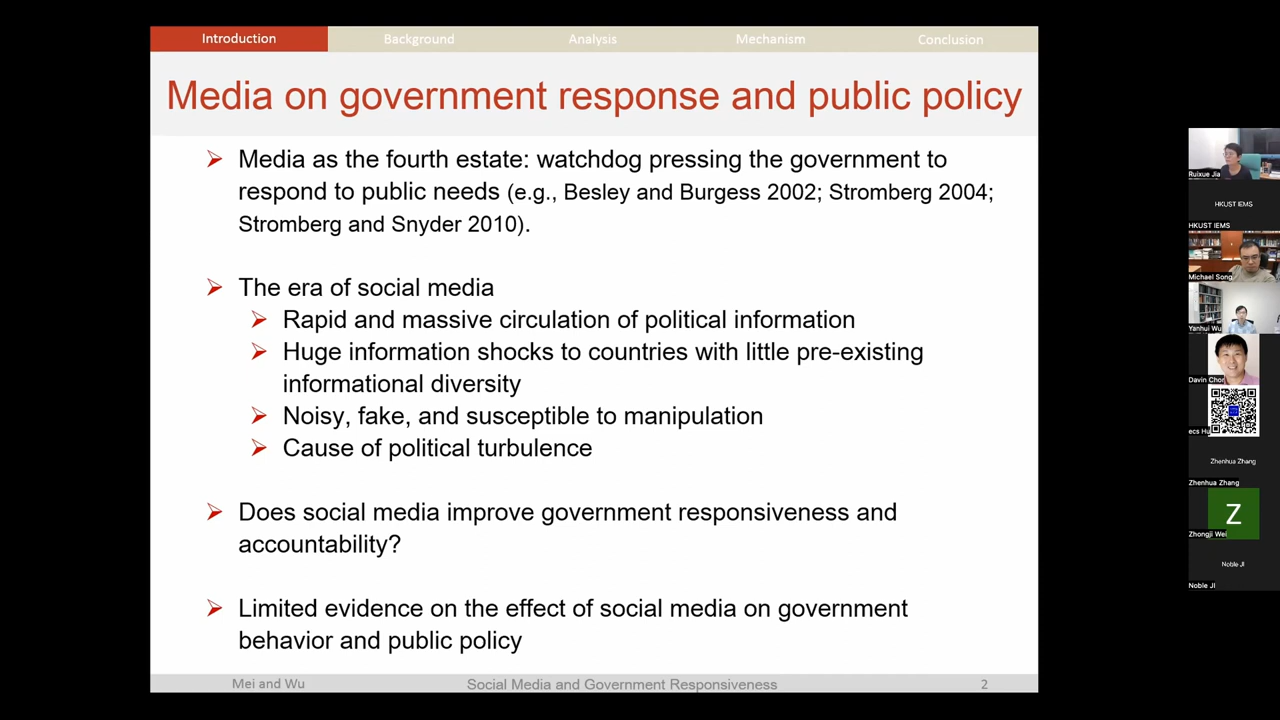 Introduction
Background
Analysis
Mechanism
Conclusion
Media on government response and public policy
Media as the fourth estate: watchdog pressing the government to
respond to public needs (e.g., Besley and Burgess 2002; Stromberg 2004;
Stromberg and Snyder 2010).
The era of social media
Rapid and massive circulation of political information
Huge information shocks to countries with little pre-existing
informational diversity
Noisy, fake, and susceptible to manipulation
Cause of political turbulence
Does social media improve government responsiveness and
accountability?
Limited evidence on the effect of social media on government
behavior and public policy
Mei and Wu
Social Media and Government Responsiveness
2
Ruixue Jia
HKUST IEMS
HKUST IEMS
Michael Song
Yanhui Wu
Davin Chor
ecs Hu
Zhenhua Zhang
Zhenhua Zhang
Z
Zhongji Wei
Noble JI
Noble JI